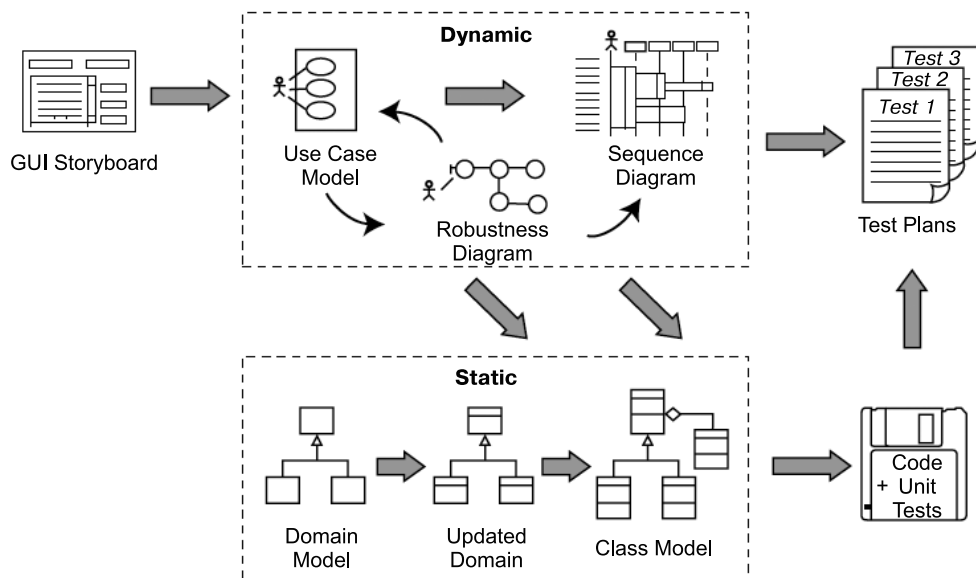 Dynamic
GUI Storyboard
Use Case
Model
Robustness
Diagram
Sequence
Diagram
Test 3
Test 2
Test 1
Test Plans
Static
Domain
Model
Updated
Domain
Class Model
Code
+ Unit
Tests